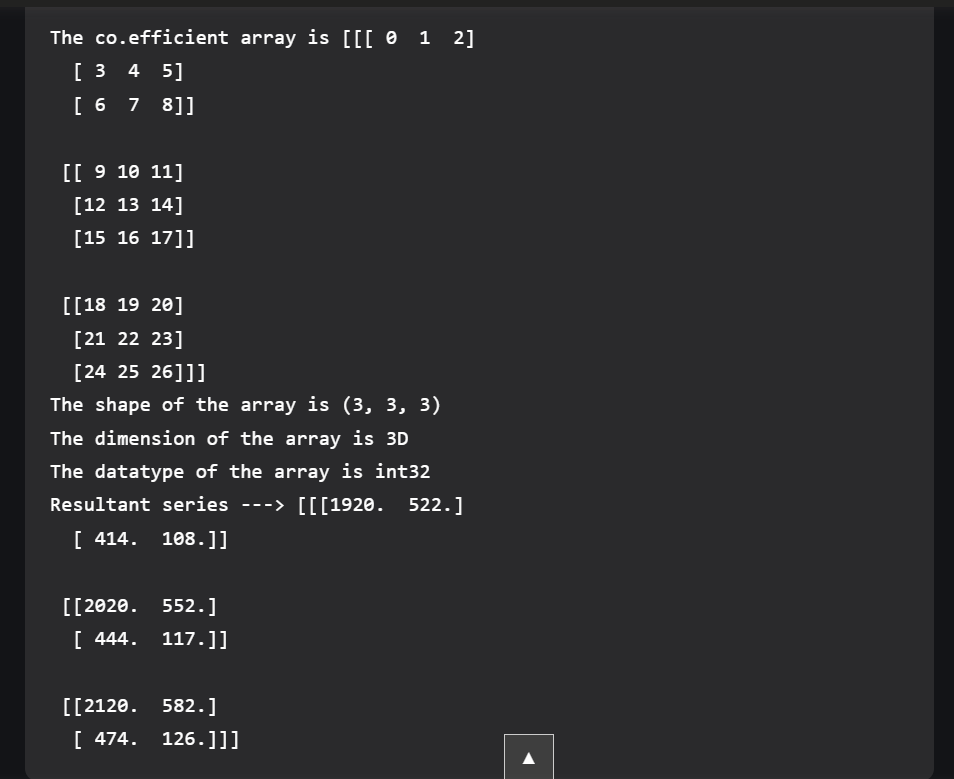 The co.efficient array is [[[ 0  1  2]
  [ 3  4  5]
  [ 6  7  8]]
 [[ 9 10 11]
  [12 13 14]
  [15 16 17]]
 [[18 19 20]
  [21 22 23]
  [24 25 26]]]
The shape of the array is (3, 3, 3)
The dimension of the array is 3D
The datatype of the array is int32
Resultant series ---> [[[1920.  522.]
  [ 414.  108.]]
 [[2020.  552.]
  [ 444.  117.]]
 [[2120.  582.]
  [ 474.  126.]]]